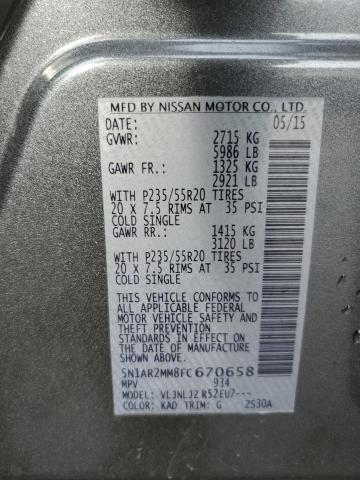 MFD BY NISSAN MOTOR CO., LTD.
DATE: 05/15
GVWR: 2715 KG
5986 LB
GAWR FR.: 1325 KG
2921 LB
WITH P235/55R20 TIRES
20 X 7.5 RIMS AT 35 PSI
COLD SINGLE
GAWR RR.: 1415 KG
3120 LB
WITH P235/55R20 TIRES
20 X 7.5 RIMS AT 35 PSI
COLD SINGLE
THIS VEHICLE CONFORMS TO
ALL APPLICABLE FEDERAL
MOTOR VEHICLE SAFETY AND
THEFT PREVENTION
STANDARDS IN EFFECT ON
THE DATE OF MANUFACTURE
SHOWN ABOVE
5N1AR2MM8FC670658
MPV 934
MODEL: VL3NLJZ R52EU7---
COLOR: KAD TRIM: G ZS30A